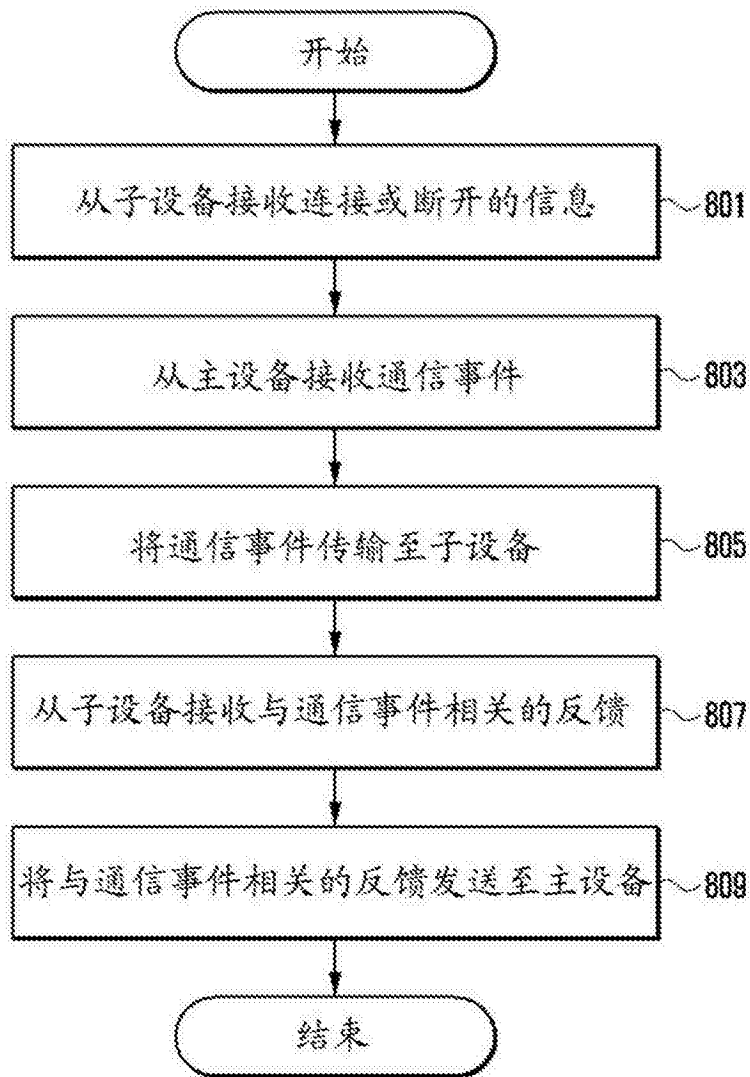 开始
从子设备接收连接或断开的信息
801
从主设备接收通信事件
803
将通信事件传输至子设备
805
从子设备接收与通信事件相关的反馈
807
将与通信事件相关的反馈发送至主设备
809
结束